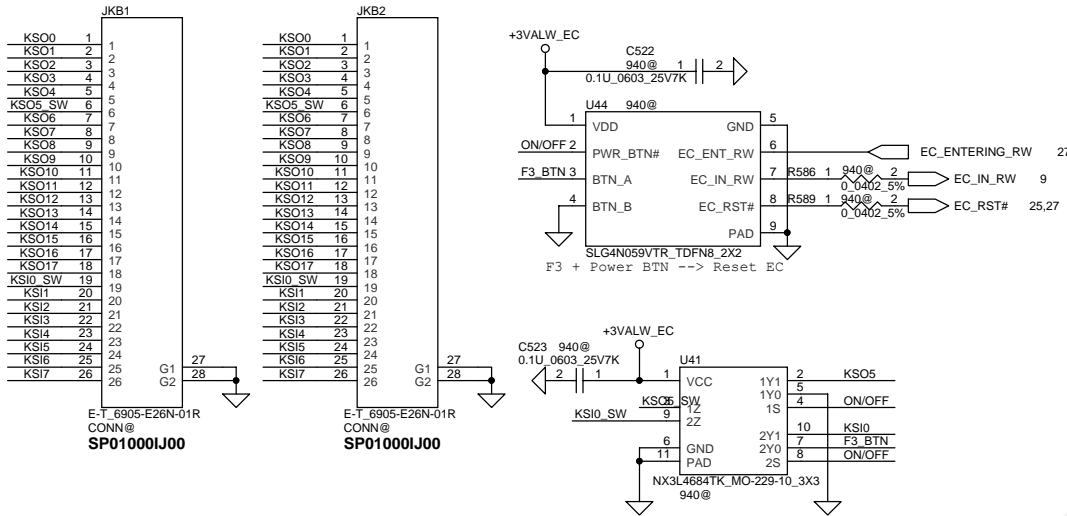 JKB1
KSO0 1 1
KSO1 2 2
KSO2 3 3
KSO3 4 4
KSO4 5 5
KSO5_SW 6 6
KSO6 7 7
KSO7 8 8
KSO8 9 9
KSO9 10 10
KSO10 11 11
KSO11 12 12
KSO12 13 13
KSO13 14 14
KSO14 15 15
KSO15 16 16
KSO16 17 17
KSO17 18 18
KSI0_SW 19 19
KSI1 20 20
KSI2 21 21
KSI3 22 22
KSI4 23 23
KSI5 24 24
KSI6 25 25 G1 27
KSI7 26 26 G2 28
E-T_6905-E26N-01R
CONN@
SP01000IJ00
JKB2
KSO0 1 1
KSO1 2 2
KSO2 3 3
KSO3 4 4
KSO4 5 5
KSO5_SW 6 6
KSO6 7 7
KSO7 8 8
KSO8 9 9
KSO9 10 10
KSO10 11 11
KSO11 12 12
KSO12 13 13
KSO13 14 14
KSO14 15 15
KSO15 16 16
KSO16 17 17
KSO17 18 18
KSI0_SW 19 19
KSI1 20 20
KSI2 21 21
KSI3 22 22
KSI4 23 23
KSI5 24 24
KSI6 25 25 G1 27
KSI7 26 26 G2 28
E-T_6905-E26N-01R
CONN@
SP01000IJ00
+3VALW_EC
C522
940@ 1 2
0.1U_0603_25V7K
U44 940@
1 VDD GND 5
ON/OFF 2 PWR_BTN# EC_ENT_RW 6 EC_ENTERING_RW 27
F3_BTN 3 BTN_A EC_IN_RW 7 R586 1 940@ 2 EC_IN_RW 9
0_0402_5%
4 BTN_B EC_RST# 8 R589 1 940@ 2 EC_RST# 25,27
0_0402_5%
PAD 9
SLG4N059VTR_TDFN8_2X2
F3 + Power BTN --> Reset EC
+3VALW_EC
C523 940@
0.1U_0603_25V7K
2 1
U41
1 VCC 1Y1 2 KSO5
1Y0 5
KSO5_SW 3 1Z 1S 4 ON/OFF
KSI0_SW 9 2Z
2Y1 10 KSI0
6 GND 2Y0 7 F3_BTN
11 PAD 2S 8 ON/OFF
NX3L4684TK_MO-229-10_3X3
940@